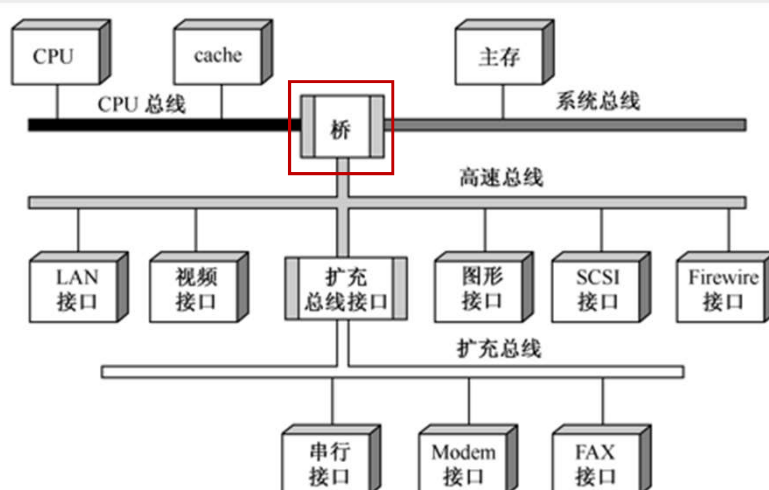 CPU
cache
主存
CPU 总线
系统总线
桥
高速总线
LAN
接口
视频
接口
扩充
总线接口
图形
接口
SCSI
接口
Firewire
接口
扩充总线
串行
接口
Modem
接口
FAX
接口